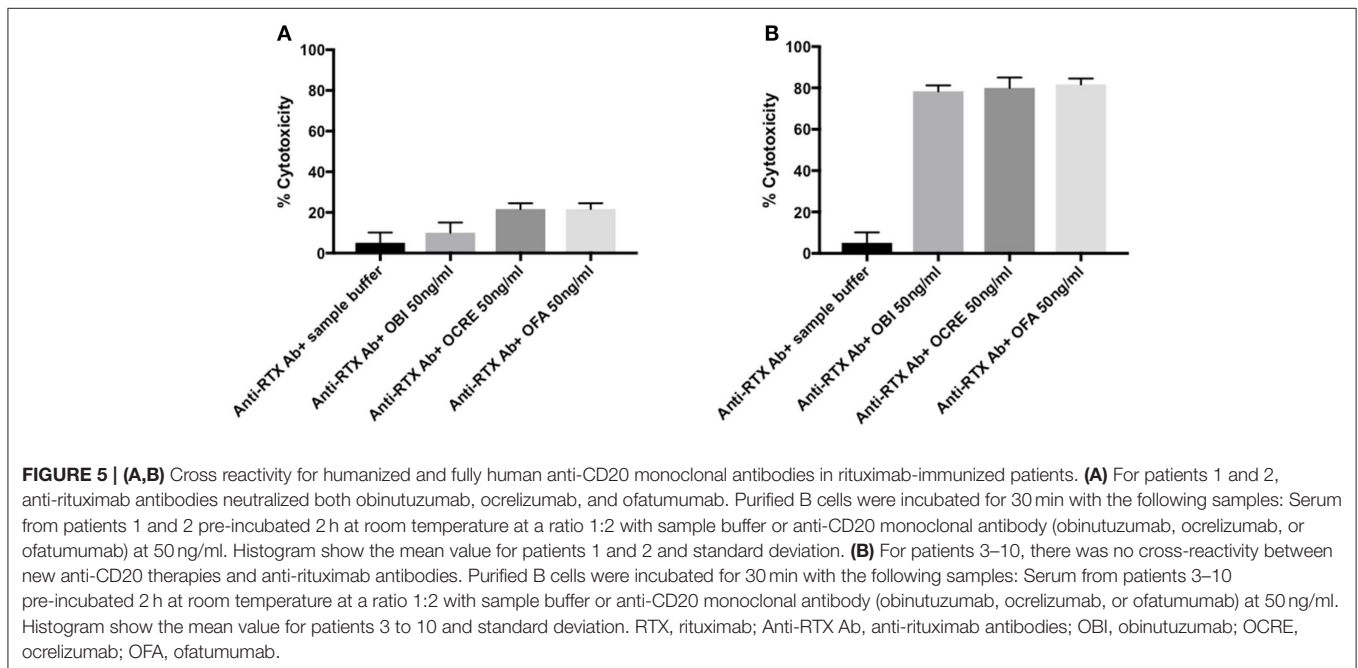 A
100
80
60
40
20
0
% Cytotoxicity
Anti-RTX Ab+ sample buffer
Anti-RTX Ab+ OBI 50ng/ml
Anti-RTX Ab+ OCRE 50ng/ml
Anti-RTX Ab+ OFA 50ng/ml
B
100
80
60
40
20
0
% Cytotoxicity
Anti-RTX Ab+ sample buffer
Anti-RTX Ab+ OBI 50ng/ml
Anti-RTX Ab+ OCRE 50ng/ml
Anti-RTX Ab+ OFA 50ng/ml
FIGURE 5 | (A,B) Cross reactivity for humanized and fully human anti-CD20 monoclonal antibodies in rituximab-immunized patients. (A) For patients 1 and 2,
anti-rituximab antibodies neutralized both obinutuzumab, ocrelizumab, and ofatumumab. Purified B cells were incubated for 30 min with the following samples: Serum
from patients 1 and 2 pre-incubated 2 h at room temperature at a ratio 1:2 with sample buffer or anti-CD20 monoclonal antibody (obinutuzumab, ocrelizumab, or
ofatumumab) at 50 ng/ml. Histogram show the mean value for patients 1 and 2 and standard deviation. (B) For patients 3–10, there was no cross-reactivity between
new anti-CD20 therapies and anti-rituximab antibodies. Purified B cells were incubated for 30 min with the following samples: Serum from patients 3–10
pre-incubated 2 h at room temperature at a ratio 1:2 with sample buffer or anti-CD20 monoclonal antibody (obinutuzumab, ocrelizumab, or ofatumumab) at 50 ng/ml.
Histogram show the mean value for patients 3 to 10 and standard deviation. RTX, rituximab; Anti-RTX Ab, anti-rituximab antibodies; OBI, obinutuzumab; OCRE,
ocrelizumab; OFA, ofatumumab.